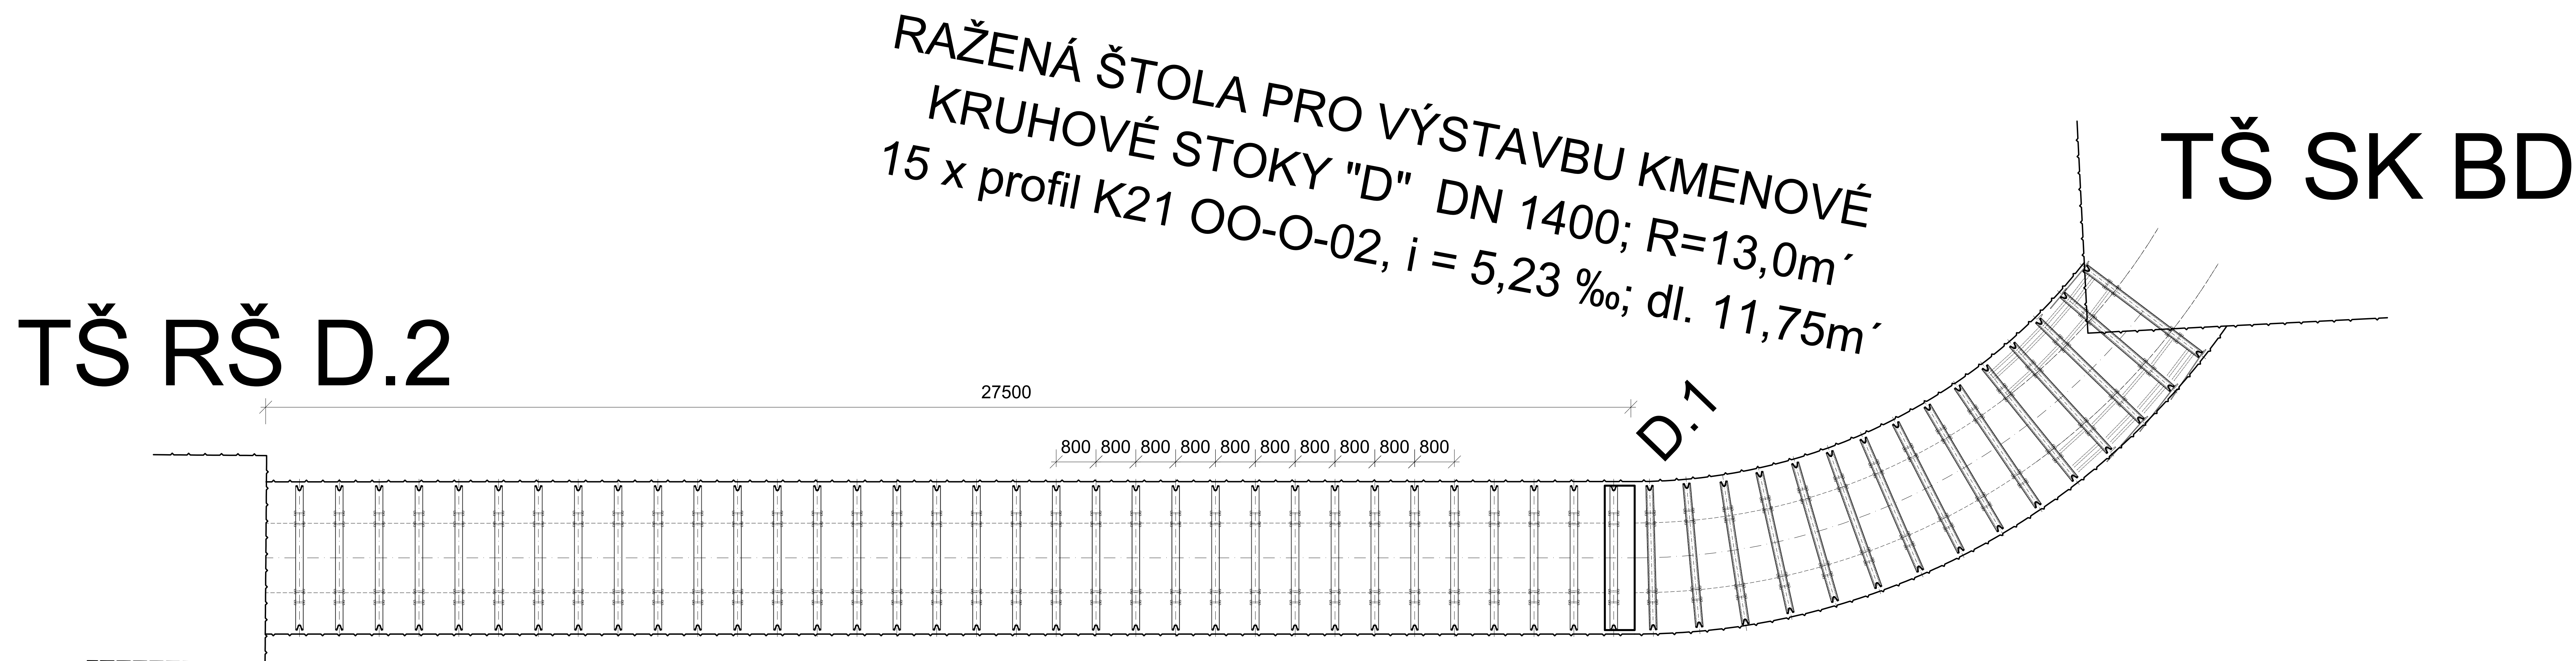 RAŽENÁ ŠTOLA PRO VÝSTAVBU KMENOVÉ
KRUHOVÉ STOKY "D" DN 1400; R=13,0m´
15 x profil K21 OO-O-02, i = 5,23 ‰; dl. 11,75m´
TŠ SK BD
TŠ RŠ D.2
27500
D.1
800 800 800 800 800 800 800 800 800 800